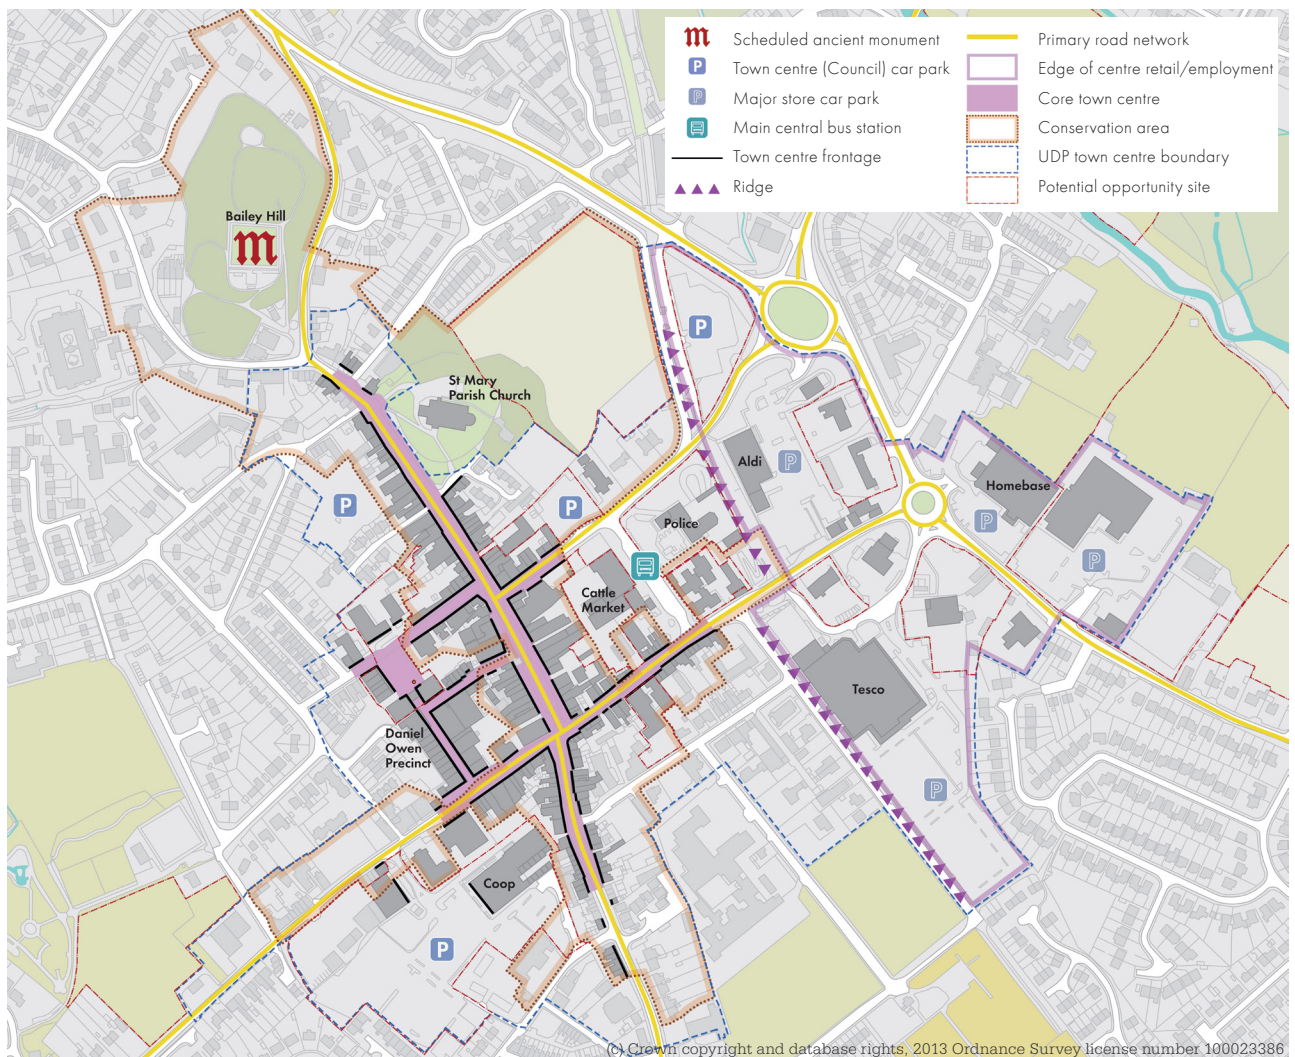 m Scheduled ancient monument
P Town centre (Council) car park
P Major store car park
Main central bus station
Town centre frontage
Ridge
Primary road network
Edge of centre retail/employment
Core town centre
Conservation area
UDP town centre boundary
Potential opportunity site
Bailey Hill
m
P
St Mary
Parish Church
Aldi
P
Homebase
P
P
P
Police
P
Cattle
Market
Tesco
Daniel
Owen
Precinct
P
Coop
P
(c) Crown copyright and database rights, 2013 Ordnance Survey license number 100023386